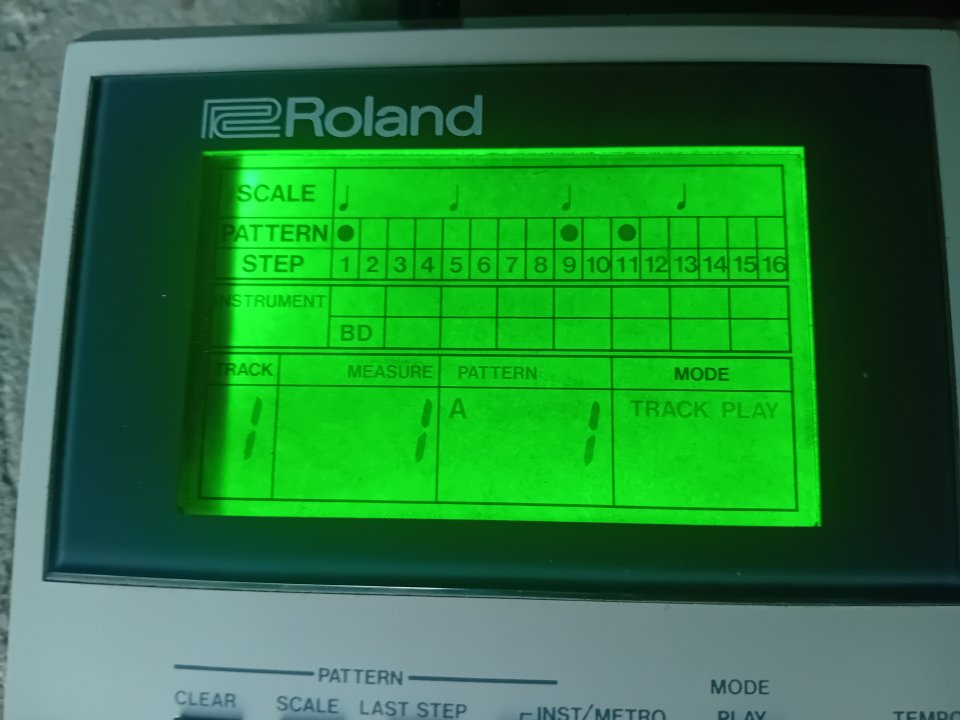 Roland
SCALE
PATTERN
STEP 1 2 3 4 5 6 7 8 9 10 11 12 13 14 15 16
INSTRUMENT
BD
TRACK MEASURE PATTERN MODE
1 1 A 1 TRACK PLAY
PATTERN
MODE
CLEAR SCALE LAST STEP INST/METRO PLAY TEMPO